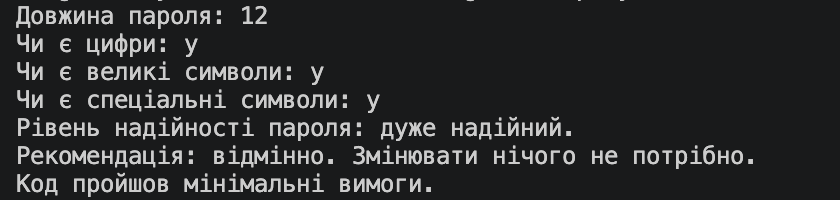 Довжина пароля: 12
Чи є цифри: y
Чи є великі символи: y
Чи є спеціальні символи: y
Рівень надійності пароля: дуже надійний.
Рекомендація: відмінно. Змінювати нічого не потрібно.
Код пройшов мінімальні вимоги.